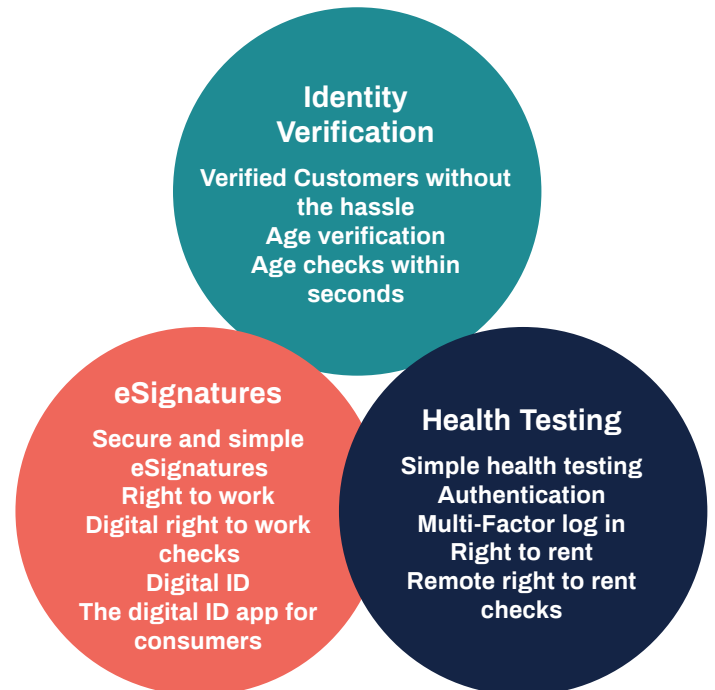 Identity
Verification
Verified Customers without
the hassle
Age verification
Age checks within
seconds
eSignatures
Secure and simple
eSignatures
Right to work
Digital right to work
checks
Digital ID
The digital ID app for
consumers
Health Testing
Simple health testing
Authentication
Multi-Factor log in
Right to rent
Remote right to rent
checks